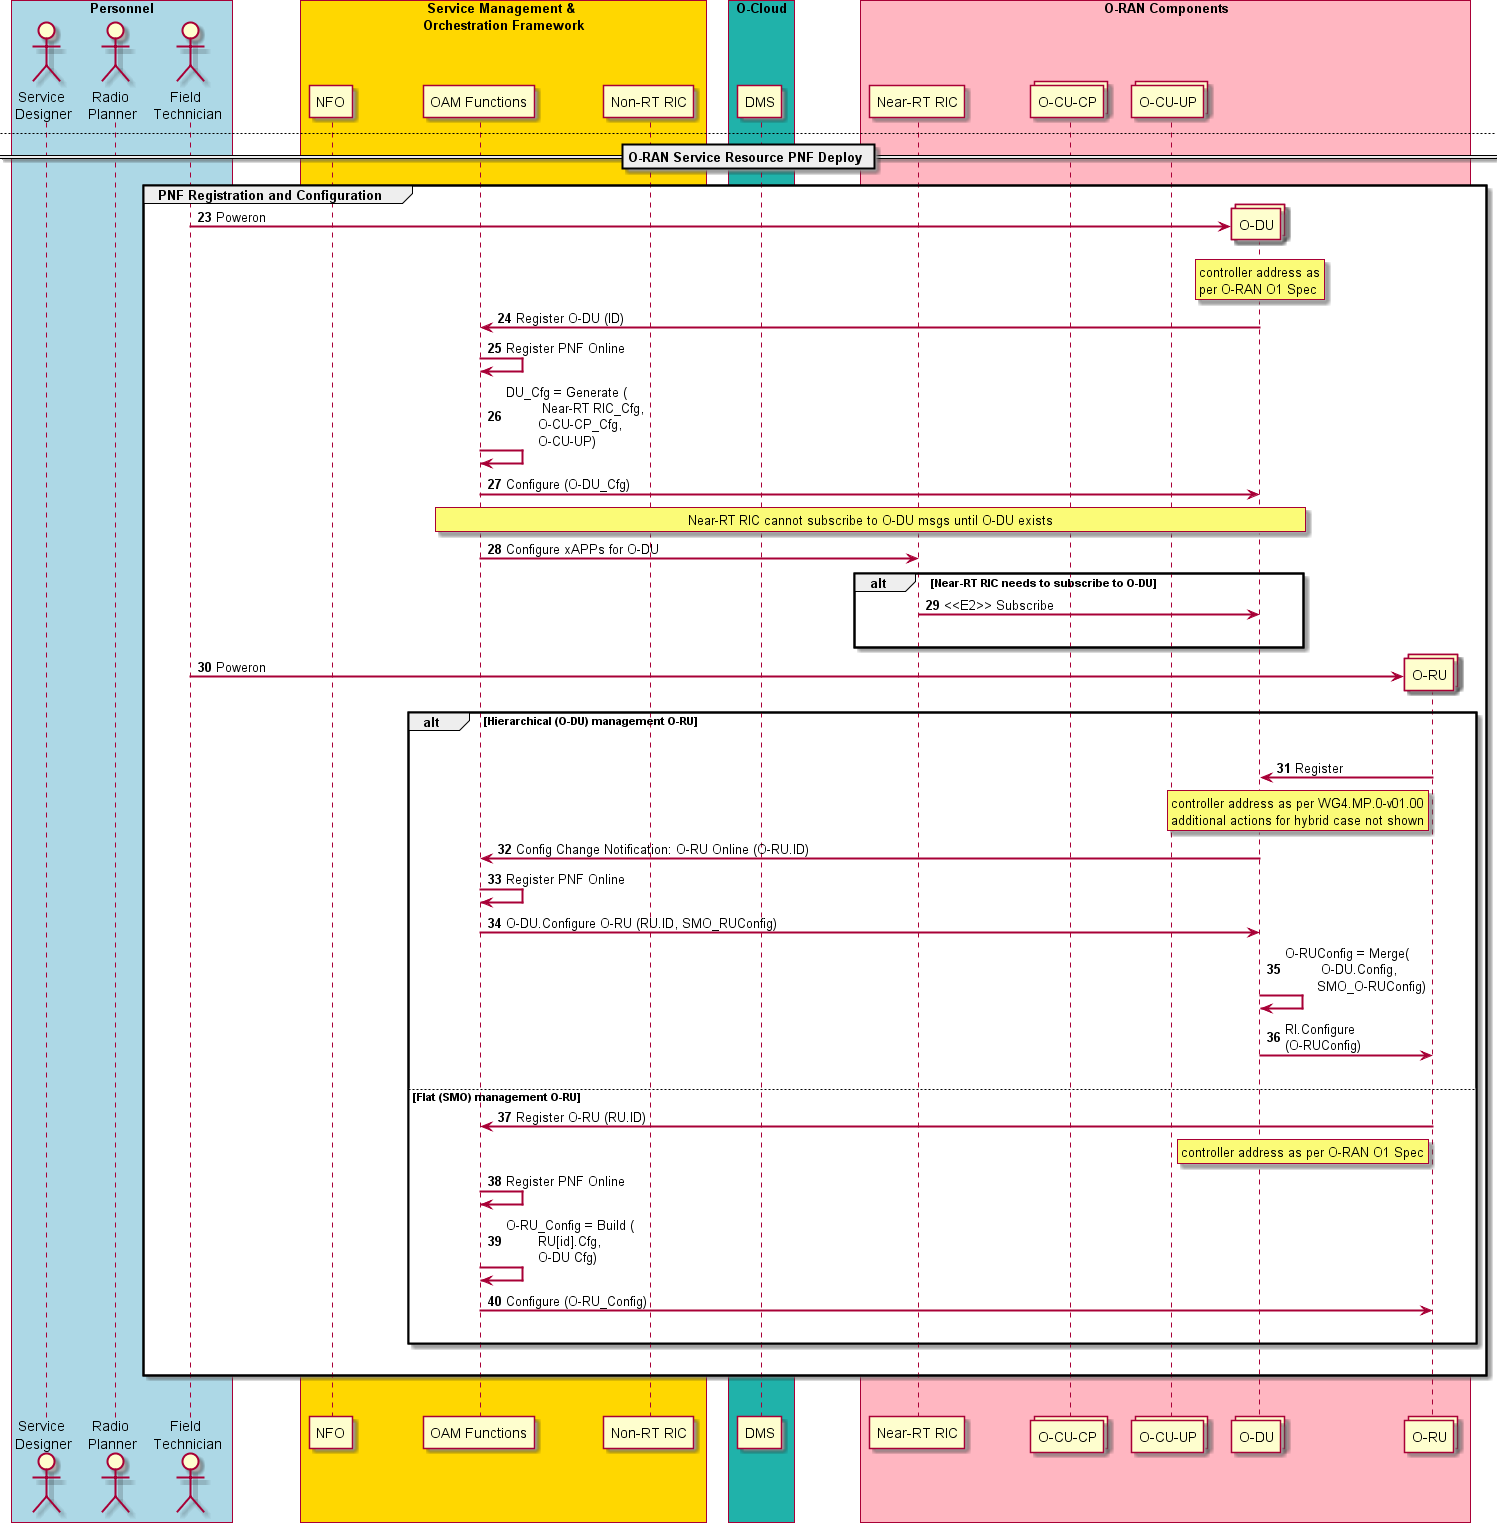 Personnel
Service Management &
Orchestration Framework
O-Cloud
O-RAN Components
Service
Designer
Radio
Planner
Field
Technician
NFO
OAM Functions
Non-RT RIC
DMS
Near-RT RIC
O-CU-CP
O-CU-UP
O-RAN Service Resource PNF Deploy
PNF Registration and Configuration
23 Poweron
O-DU
controller address as
per O-RAN O1 Spec
24 Register O-DU (ID)
25 Register PNF Online
26 DU_Cfg = Generate (
Near-RT RIC_Cfg,
O-CU-CP_Cfg,
O-CU-UP)
27 Configure (O-DU_Cfg)
Near-RT RIC cannot subscribe to O-DU msgs until O-DU exists
28 Configure xAPPs for O-DU
alt [Near-RT RIC needs to subscribe to O-DU]
29 <<E2>> Subscribe
30 Poweron
O-RU
alt [Hierarchical (O-DU) management O-RU]
31 Register
controller address as per WG4.MP.0-v01.00
additional actions for hybrid case not shown
32 Config Change Notification: O-RU Online (O-RU.ID)
33 Register PNF Online
34 O-DU.Configure O-RU (RU.ID, SMO_RUConfig)
35 O-RUConfig = Merge(
O-DU.Config,
SMO_O-RUConfig)
36 RI.Configure
(O-RUConfig)
[Flat (SMO) management O-RU]
37 Register O-RU (RU.ID)
controller address as per O-RAN O1 Spec
38 Register PNF Online
39 O-RU_Config = Build (
RU[id].Cfg,
O-DU Cfg)
40 Configure (O-RU_Config)
Service
Designer
Radio
Planner
Field
Technician
NFO
OAM Functions
Non-RT RIC
DMS
Near-RT RIC
O-CU-CP
O-CU-UP
O-DU
O-RU